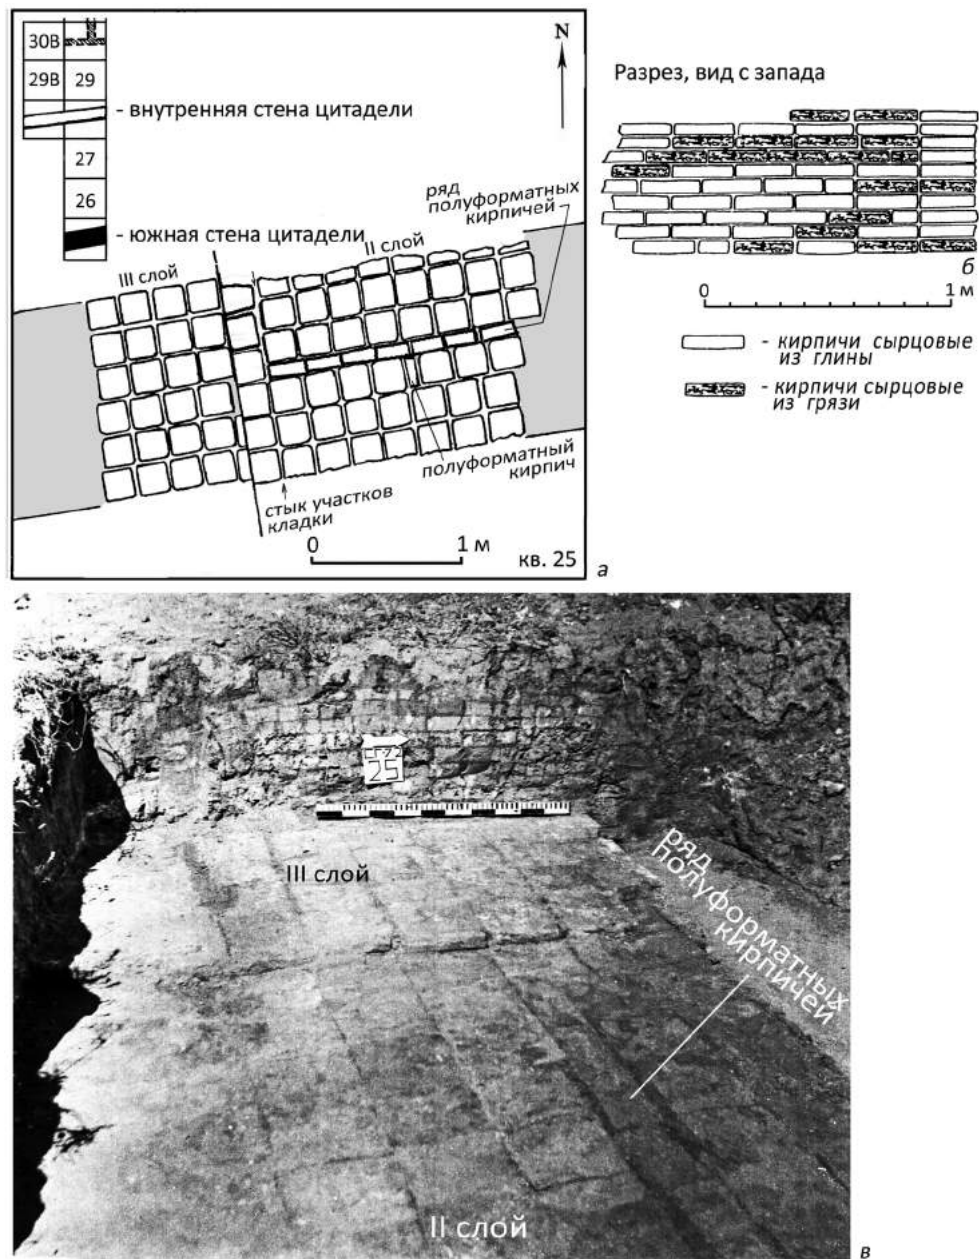 30В
29В 29
- внутренняя стена цитадели
27
26
- южная стена цитадели
N
ряд
полуформатных
кирпичей
III слой
II слой
полуформатный
кирпич
стык участков
кладки
0 1 м
кв. 25
а
Разрез, вид с запада
б
0 1 м
- кирпичи сырцовые
из глины
- кирпичи сырцовые
из грязи
25
III слой
ряд
полуформатных
кирпичей
II слой
в